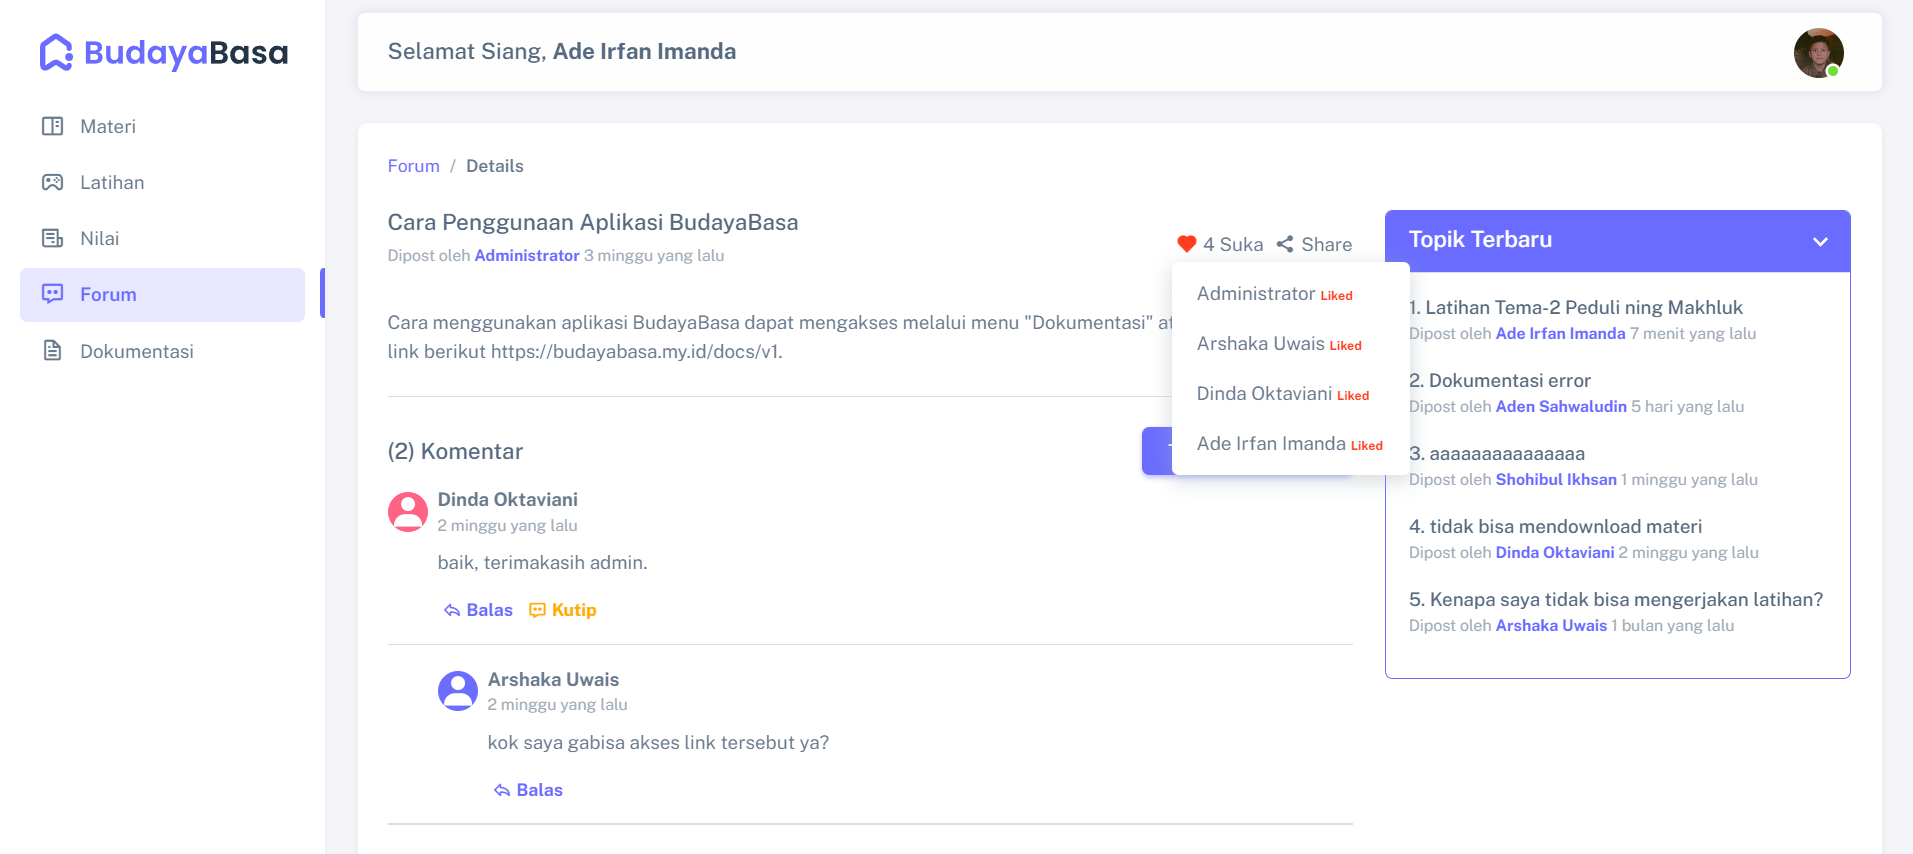 BudayaBasa
Materi
Latihan
Nilai
Forum
Dokumentasi
Selamat Siang, Ade Irfan Imanda
Forum / Details
Cara Penggunaan Aplikasi BudayaBasa
Dipost oleh Administrator 3 minggu yang lalu
4 Suka Share
Administrator Liked
Arshaka Uwais Liked
Dinda Oktaviani Liked
Ade Irfan Imanda Liked
Cara menggunakan aplikasi BudayaBasa dapat mengakses melalui menu "Dokumentasi"
link berikut https://budayabasa.my.id/docs/v1.
(2) Komentar
Dinda Oktaviani
2 minggu yang lalu
baik, terimakasih admin.
Balas Kutip
Arshaka Uwais
2 minggu yang lalu
kok saya gabisa akses link tersebut ya?
Balas
Topik Terbaru
1. Latihan Tema-2 Peduli ning Makhluk
Dipost oleh Ade Irfan Imanda 7 menit yang lalu
2. Dokumentasi error
Dipost oleh Aden Sahwaludin 5 hari yang lalu
3. aaaaaaaaaaaaaaa
Dipost oleh Shohibul Ikhsan 1 minggu yang lalu
4. tidak bisa mendownload materi
Dipost oleh Dinda Oktaviani 2 minggu yang lalu
5. Kenapa saya tidak bisa mengerjakan latihan?
Dipost oleh Arshaka Uwais 1 bulan yang lalu